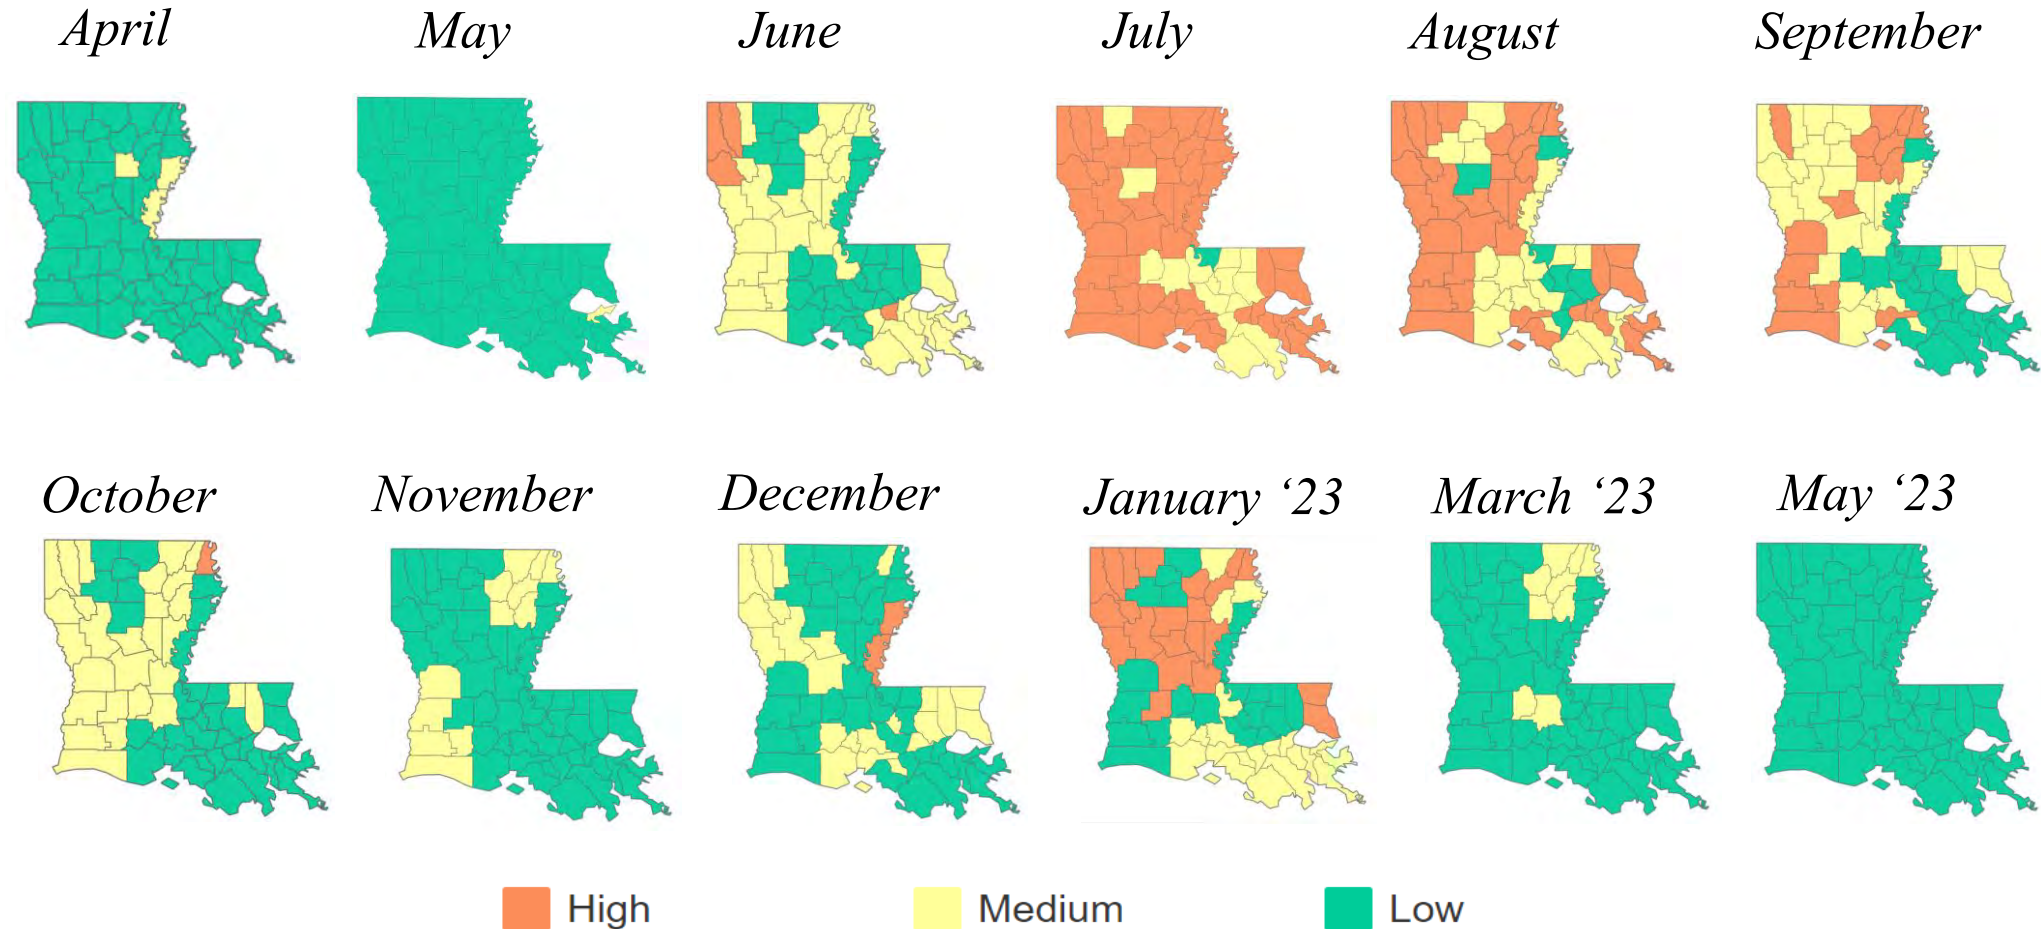 April May June July August September
October November December January ‘23 March ‘23 May ‘23
High Medium Low